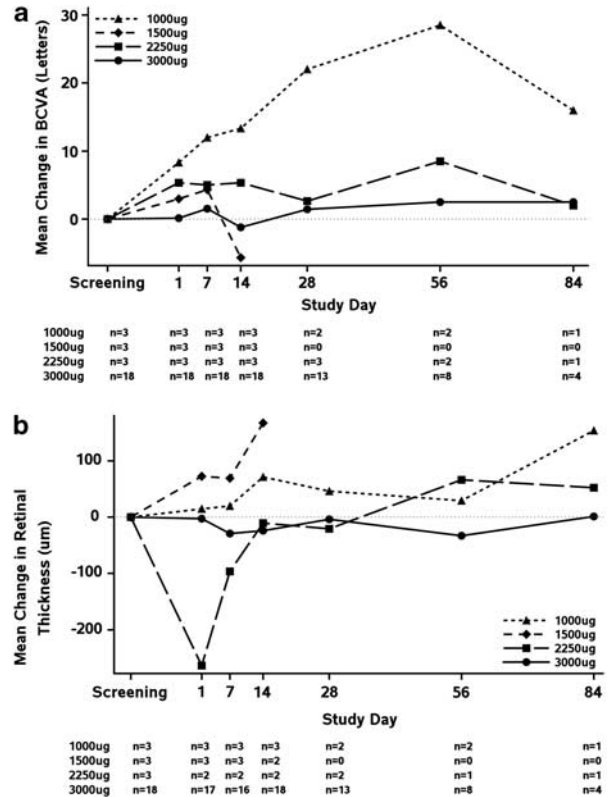 a
1000ug
1500ug
2250ug
3000ug
Mean Change in BCVA (Letters)
30
20
10
0
Screening 1 7 14 28 56 84
Study Day
1000ug n=3 n=3 n=3 n=3 n=2 n=2 n=1
1500ug n=3 n=3 n=3 n=3 n=0 n=0 n=0
2250ug n=3 n=3 n=3 n=3 n=3 n=2 n=1
3000ug n=18 n=18 n=18 n=18 n=13 n=8 n=4
b
Mean Change in Retinal
Thickness (um)
100
0
-100
-200
1000ug
1500ug
2250ug
3000ug
Screening 1 7 14 28 56 84
Study Day
1000ug n=3 n=3 n=3 n=3 n=2 n=2 n=1
1500ug n=3 n=3 n=3 n=2 n=0 n=0 n=0
2250ug n=3 n=2 n=2 n=2 n=2 n=1 n=1
3000ug n=18 n=17 n=16 n=18 n=13 n=8 n=4